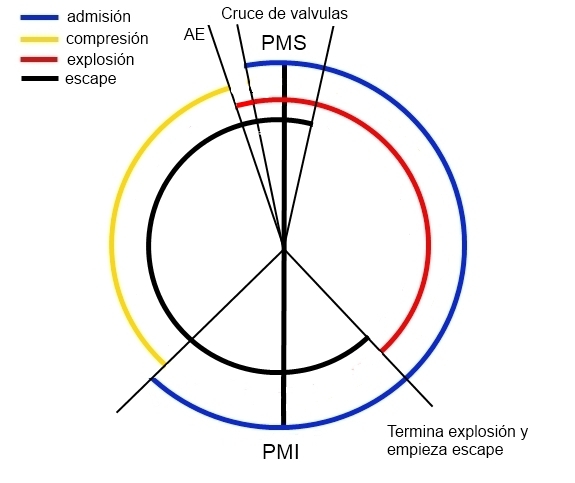 admisión
compresión
explosión
escape
Cruce de valvulas
AE
PMS
PMI
Termina explosión y
empieza escape